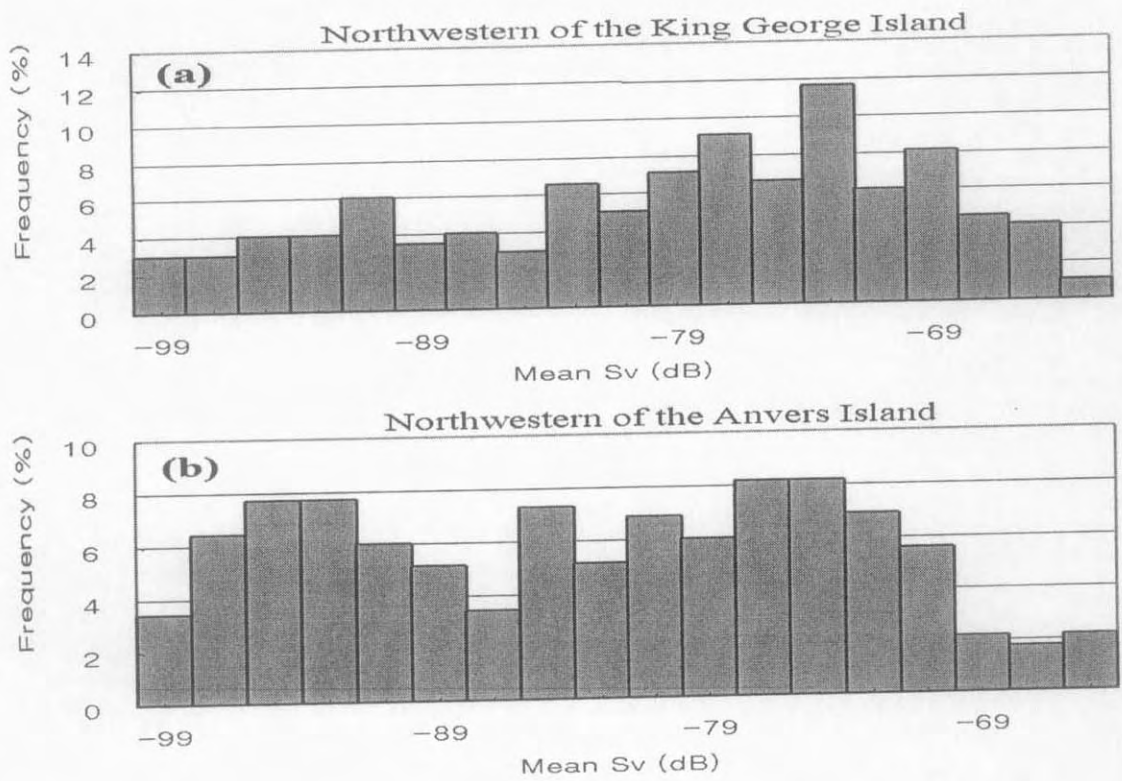 Northwestern of the King George Island
(a)
Frequency (%)
14
12
10
8
6
4
2
0
−99 −89 −79 −69
Mean Sv (dB)
Northwestern of the Anvers Island
(b)
Frequency (%)
10
8
6
4
2
0
−99 −89 −79 −69
Mean Sv (dB)